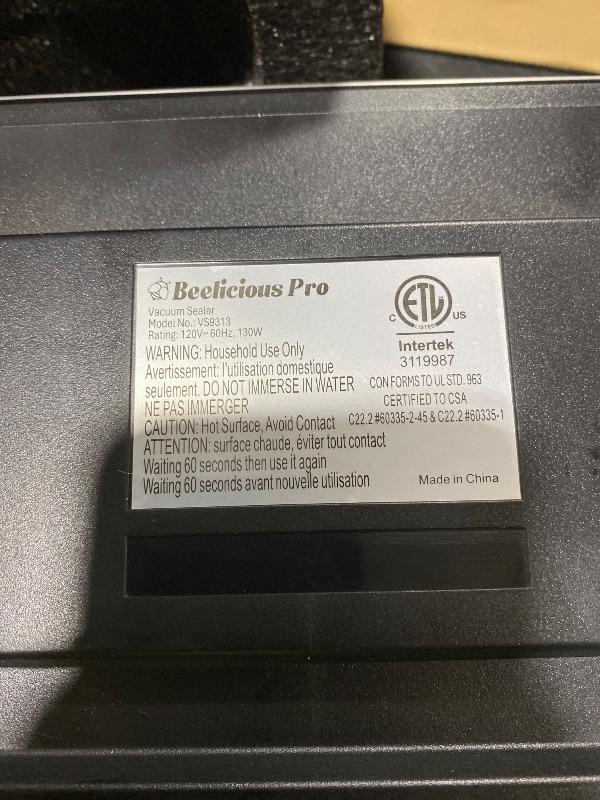 Beelicious Pro
Vacuum Sealer
Model No.: VS9313
Rating: 120V~ 60Hz, 130W
WARNING: Household Use Only
Avertissement: l'utilisation domestique
seulement. DO NOT IMMERSE IN WATER
NE PAS IMMERGER
CAUTION: Hot Surface, Avoid Contact
ATTENTION: surface chaude, éviter tout contact
Waiting 60 seconds then use it again
Waiting 60 seconds avant nouvelle utilisation
C ETL US
LISTED
Intertek
3119987
CONFORMS TO UL STD. 963
CERTIFIED TO CSA
C22.2 #60335-2-45 & C22.2 #60335-1
Made in China